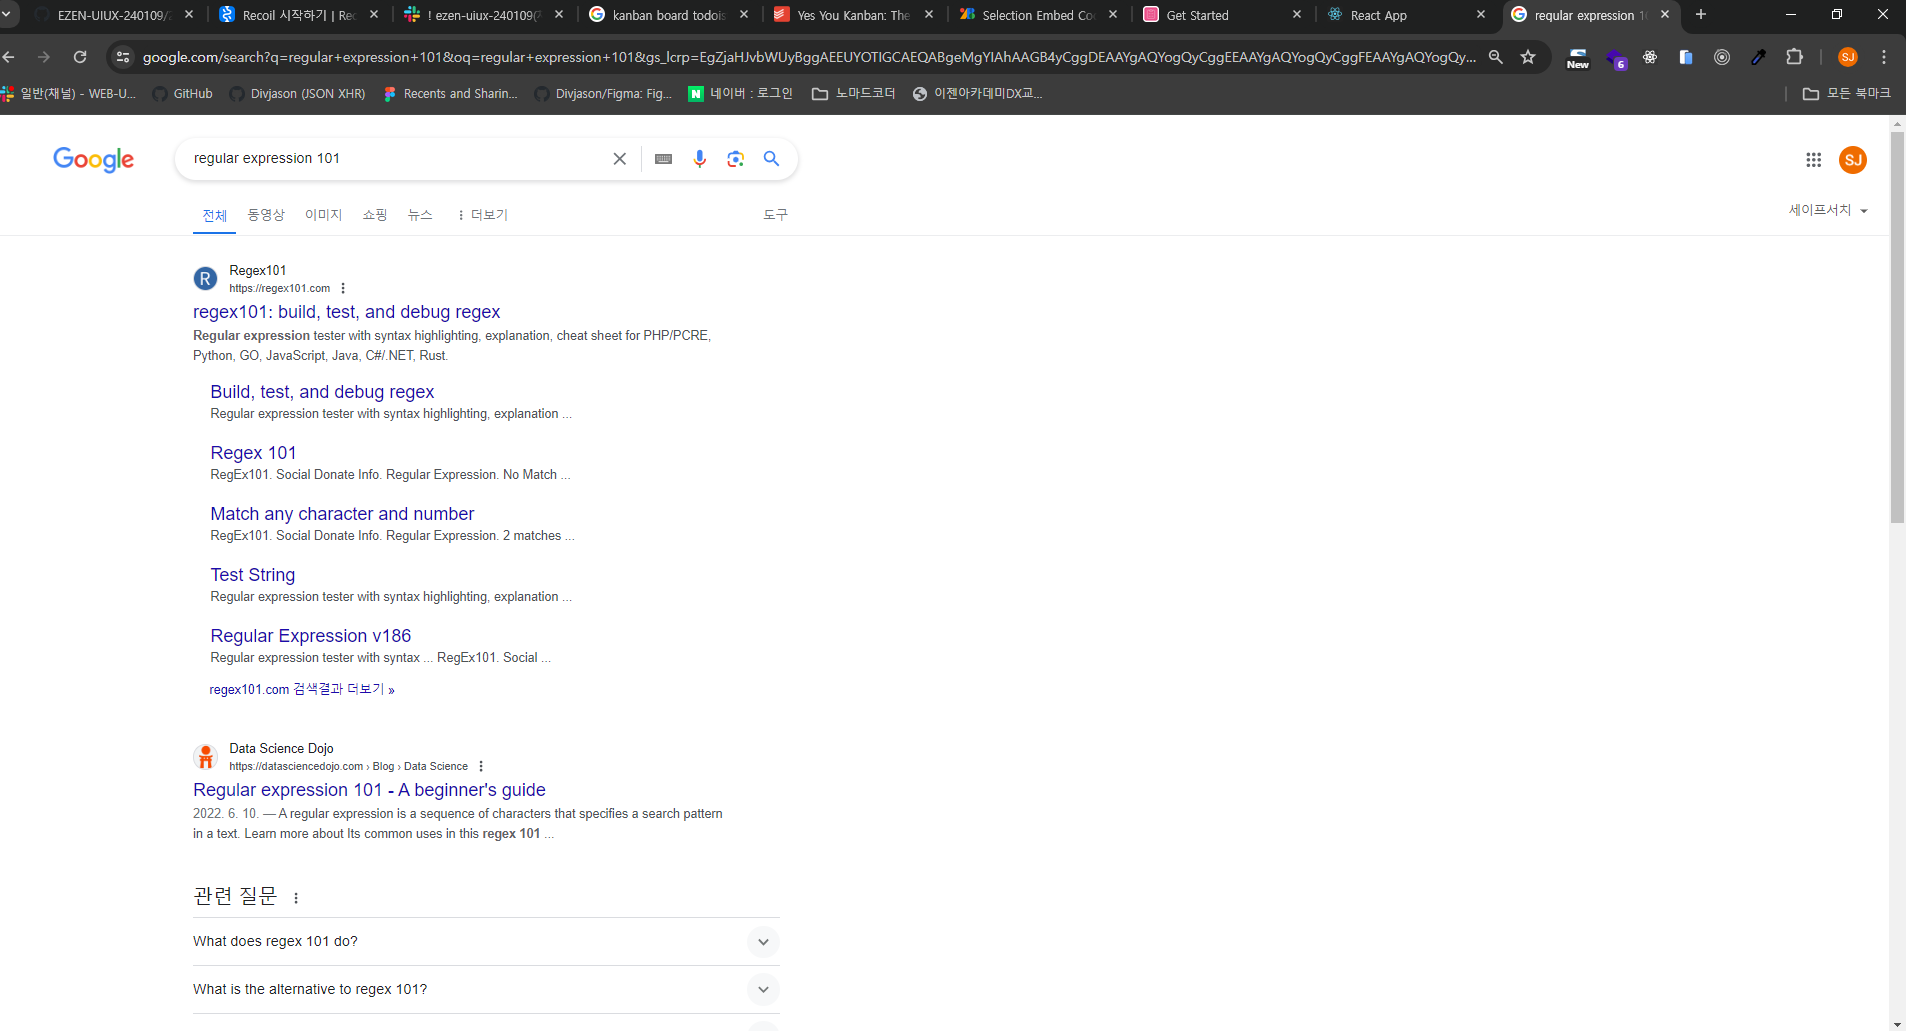 EZEN-UIUX-240109/
Recoil 시작하기 | Rec
! ezen-uiux-240109(
kanban board todois
Yes You Kanban: The
Selection Embed Co
Get Started
React App
regular expression 1
google.com/search?q=regular+expression+101&oq=regular+expression+101&gs_lcrp=EgZjaHJvbWUyBggAEEUYOTIGCAEQABgeMgYIAhAAGB4yCggDEAAYgAQYogQyCggEEAAYgAQYogQyCggFEAAYgAQYogQy...
New
6
SJ
일반(채널) - WEB-U...
GitHub
Divjason (JSON XHR)
Recents and Sharin...
Divjason/Figma: Fig...
N 네이버 : 로그인
노마드코더
이젠아카데미DX교...
모든 북마크
Google
regular expression 101
SJ
전체 동영상 이미지 쇼핑 뉴스 더보기 도구
세이프서치
R
Regex101
https://regex101.com
regex101: build, test, and debug regex
Regular expression tester with syntax highlighting, explanation, cheat sheet for PHP/PCRE,
Python, GO, JavaScript, Java, C#/.NET, Rust.
Build, test, and debug regex
Regular expression tester with syntax highlighting, explanation ...
Regex 101
RegEx101. Social Donate Info. Regular Expression. No Match ...
Match any character and number
RegEx101. Social Donate Info. Regular Expression. 2 matches ...
Test String
Regular expression tester with syntax highlighting, explanation ...
Regular Expression v186
Regular expression tester with syntax ... RegEx101. Social ...
regex101.com 검색결과 더보기 »
Data Science Dojo
https://datasciencedojo.com › Blog › Data Science
Regular expression 101 - A beginner's guide
2022. 6. 10. — A regular expression is a sequence of characters that specifies a search pattern
in a text. Learn more about Its common uses in this regex 101 ...
관련 질문
What does regex 101 do?
What is the alternative to regex 101?